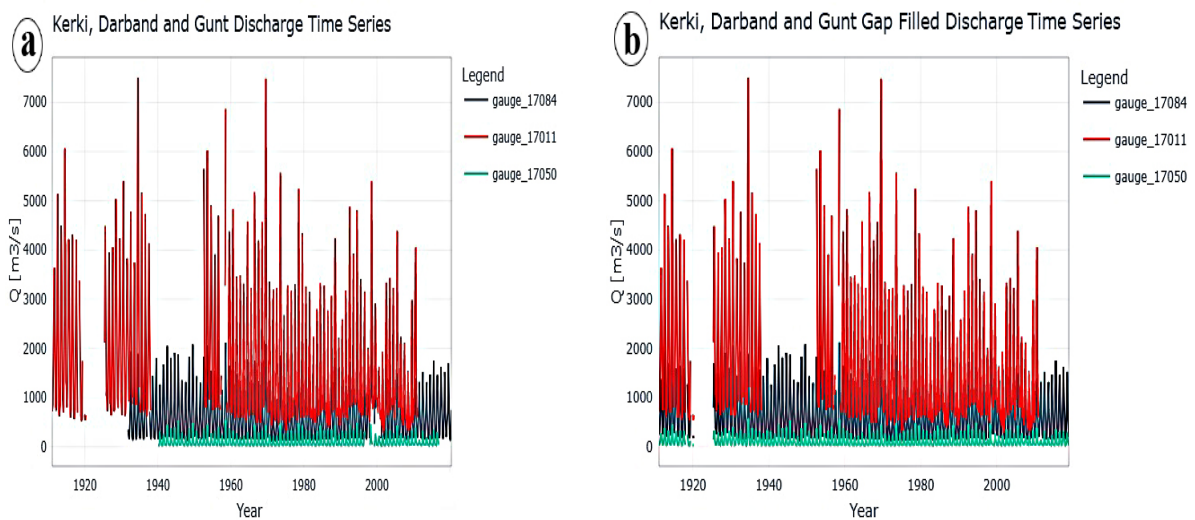 a
Kerki, Darband and Gunt Discharge Time Series
Legend
gauge_17084
gauge_17011
gauge_17050
7000
6000
5000
4000
3000
2000
1000
0
Q [m3/s]
1920 1940 1960 1980 2000
Year
b
Kerki, Darband and Gunt Gap Filled Discharge Time Series
Legend
gauge_17084
gauge_17011
gauge_17050
7000
6000
5000
4000
3000
2000
1000
0
Q [m3/s]
1920 1940 1960 1980 2000
Year